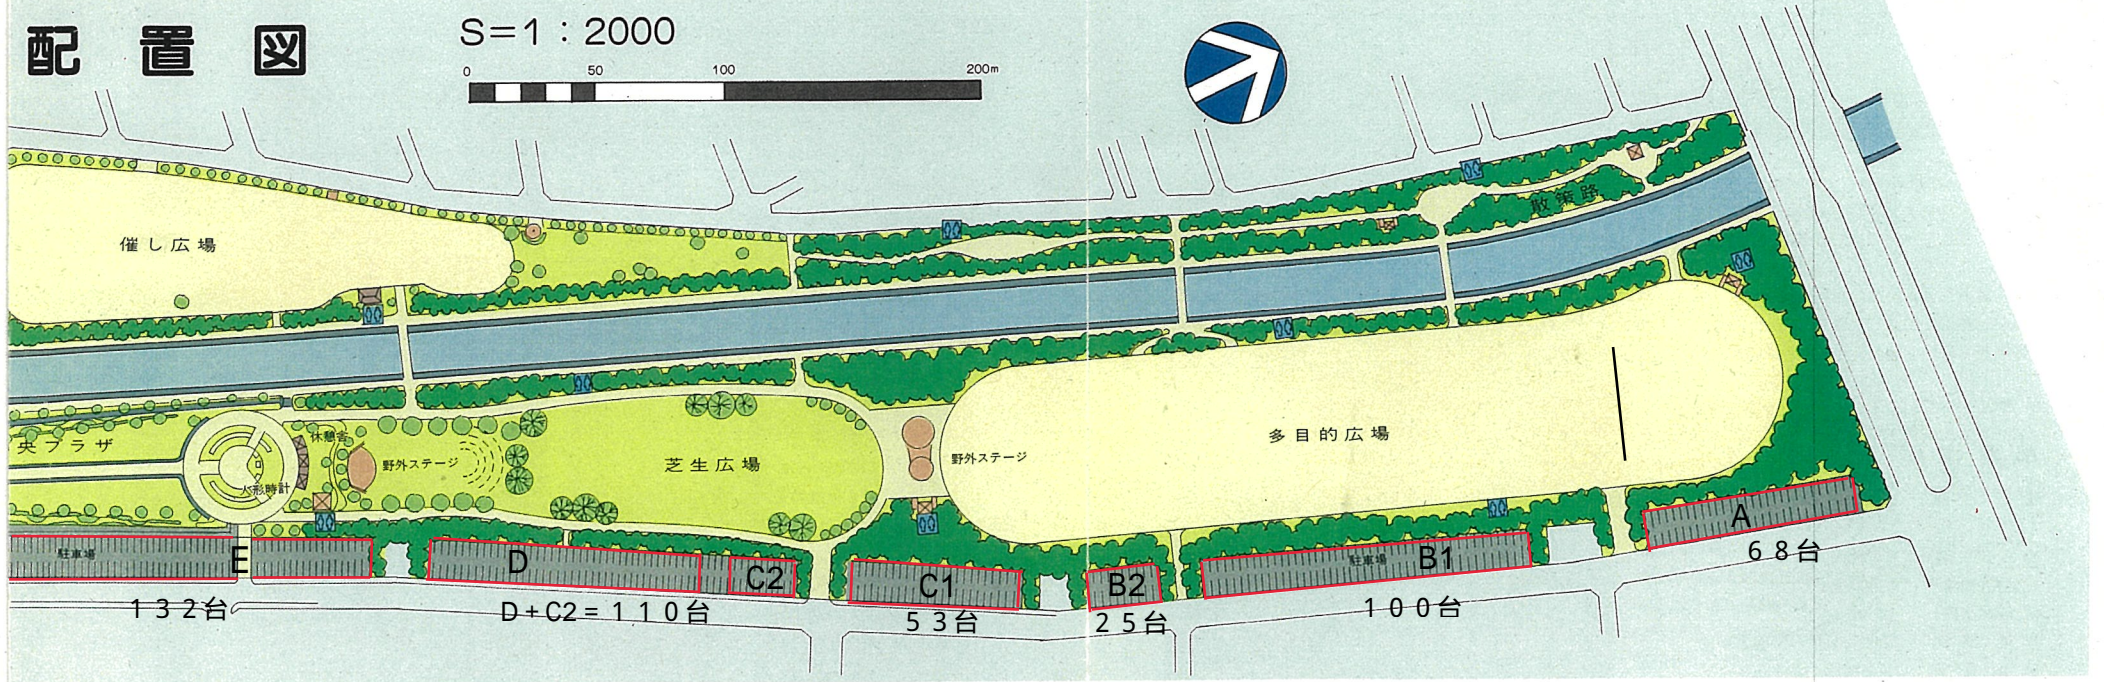 配置図
S=1:2000
0 50 100 200m
散策路
催し広場
央プラザ
休憩舎
野外ステージ
人形時計
芝生広場
野外ステージ
多目的広場
駐車場
E
D
C2
C1
B2
駐車場
B1
A
132台
D+C2=110台
53台
25台
100台
68台